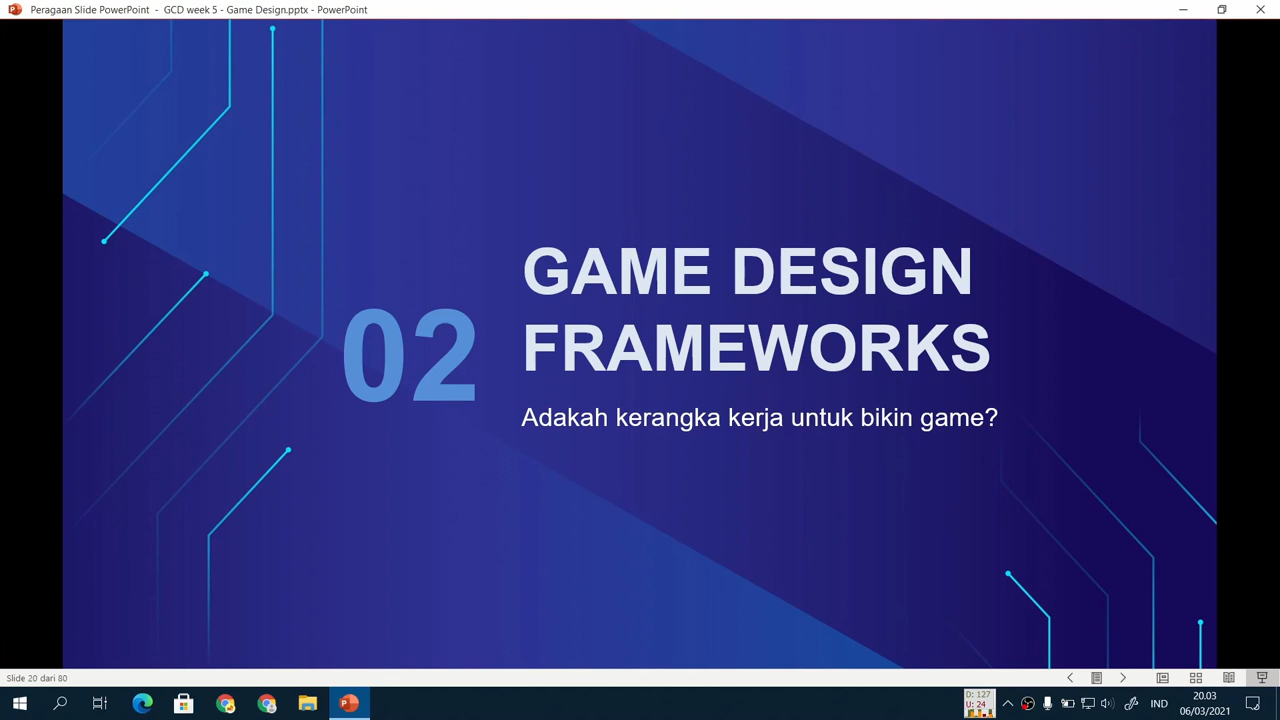 Peragaan Slide PowerPoint - GCD week 5 - Game Design.pptx - PowerPoint
02
GAME DESIGN
FRAMEWORKS
Adakah kerangka kerja untuk bikin game?
Slide 20 dari 80
D: 127
U: 24
IND
20.03
06/03/2021